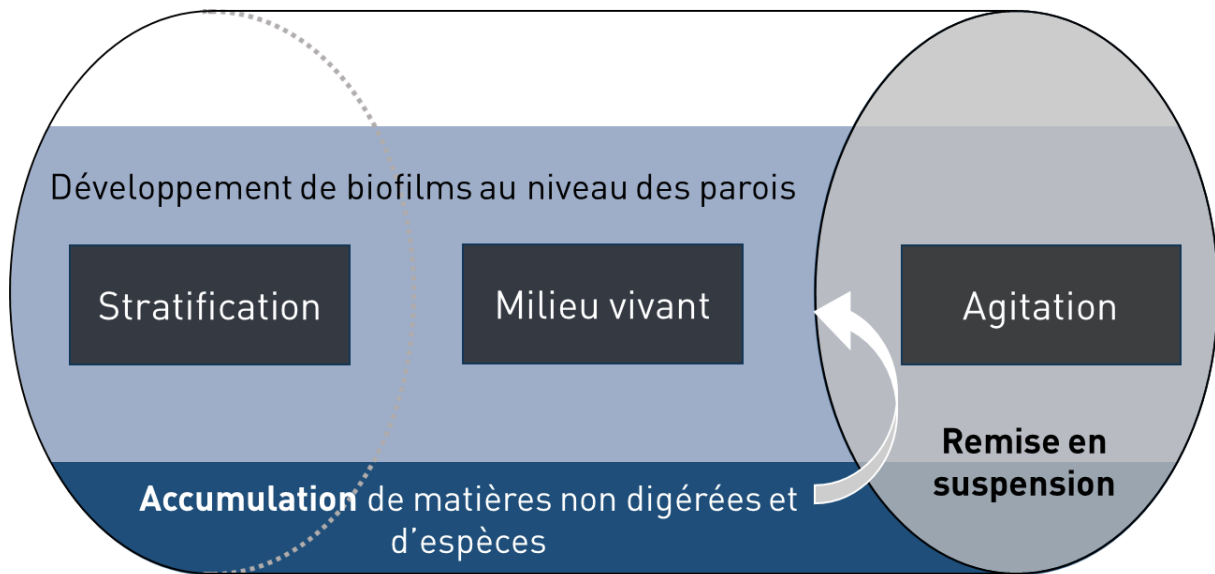 Développement de biofilms au niveau des parois
Stratification
Milieu vivant
Agitation
Remise en
suspension
Accumulation de matières non digérées et
d’espèces